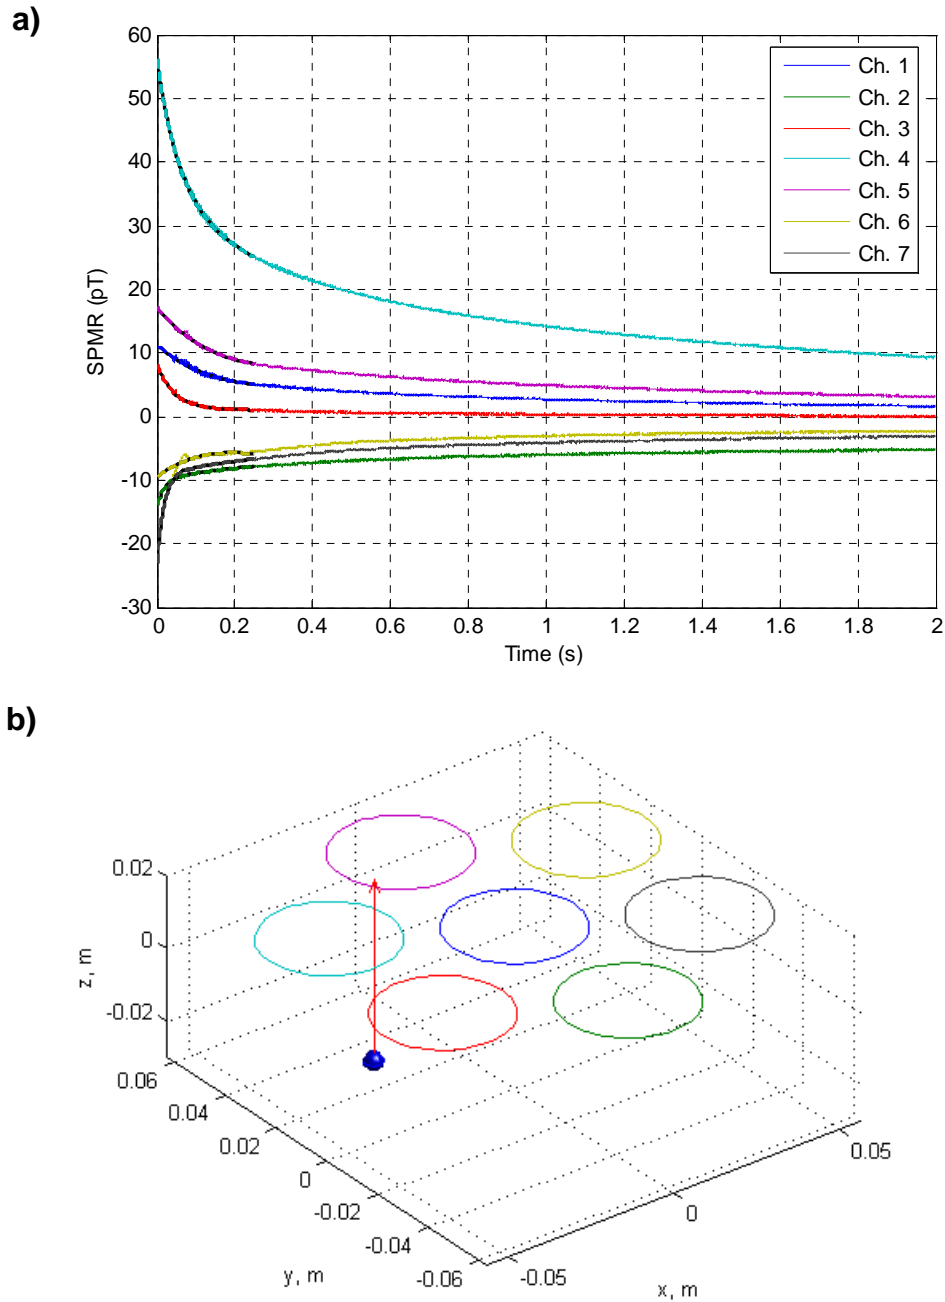 a)
60
50
40
30
20
10
0
-10
-20
-30
SPMR (pT)
0 0.2 0.4 0.6 0.8 1 1.2 1.4 1.6 1.8 2
Time (s)
Ch. 1
Ch. 2
Ch. 3
Ch. 4
Ch. 5
Ch. 6
Ch. 7
b)
0.02
0
-0.02
z, m
0.06
0.04
0.02
0
-0.02
-0.04
-0.06
y, m
-0.05
0
0.05
x, m